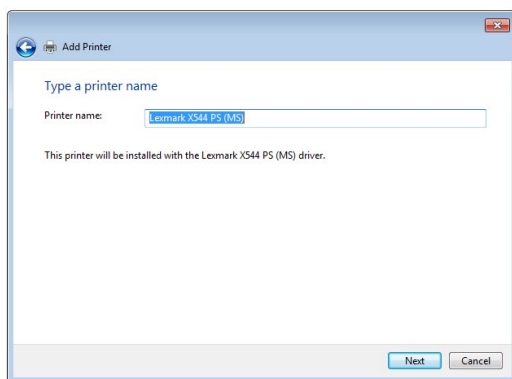 Add Printer
Type a printer name
Printer name: Lexmark X544 PS (MS)
This printer will be installed with the Lexmark X544 PS (MS) driver.
Next Cancel